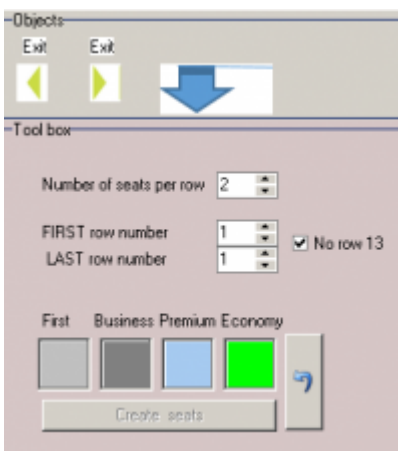 Objects
Exit Exit
Tool box
Number of seats per row 2
FIRST row number 1
No row 13
LAST row number 1
First Business Premium Economy
Create seats